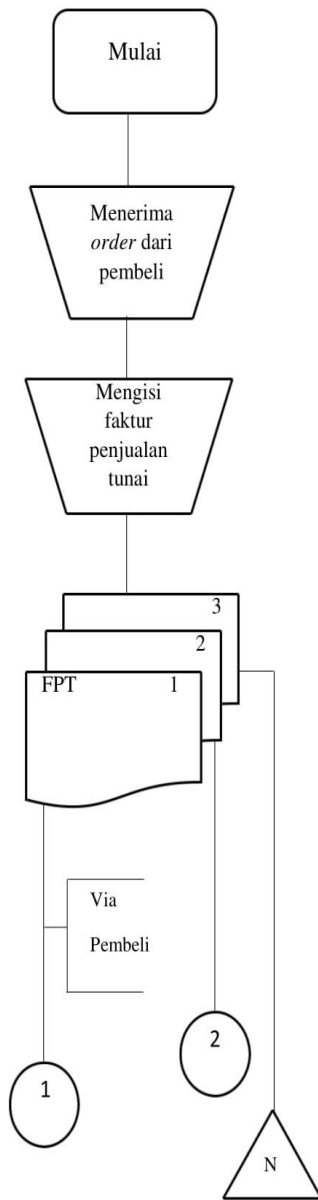 Mulai
Menerima
order dari
pembeli
Mengisi
faktur
penjualan
tunai
3
2
FPT 1
Via
Pembeli
2
1
N